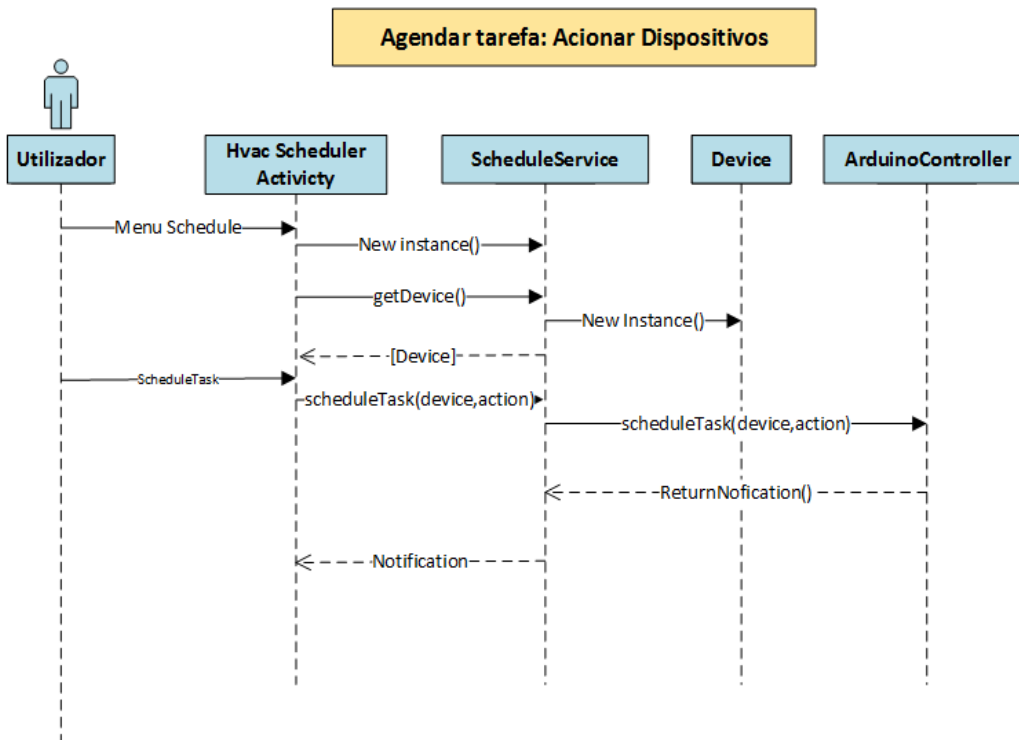 Agendar tarefa: Acionar Dispositivos
Utilizador
Hvac Scheduler
Activicty
ScheduleService
Device
ArduinoController
Menu Schedule
New instance()
getDevice()
New Instance()
[Device]
ScheduleTask
scheduleTask(device,action)
scheduleTask(device,action)
ReturnNofication()
Notification